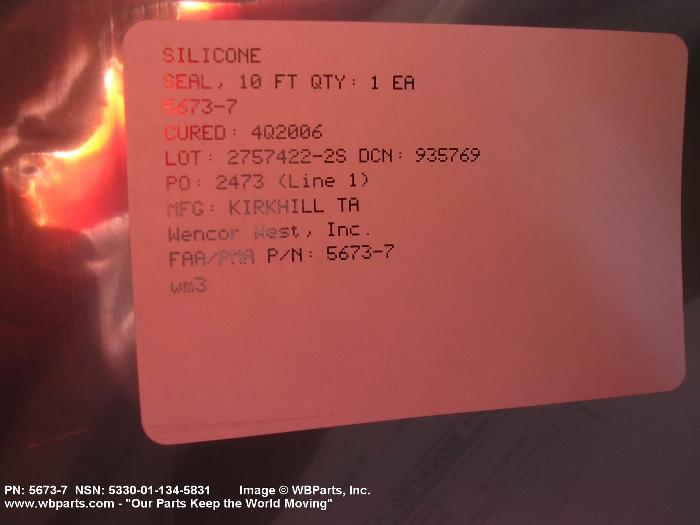 SILICONE
SEAL, 10 FT QTY: 1 EA
5673-7
CURED: 4Q2006
LOT: 2757422-2S DCN: 935769
PO: 2473 (Line 1)
MFG: KIRKHILL TA
Wencor West, Inc.
FAA/PMA P/N: 5673-7
wm3
PN: 5673-7 NSN: 5330-01-134-5831 Image © WBParts, Inc.
www.wbparts.com - "Our Parts Keep the World Moving"